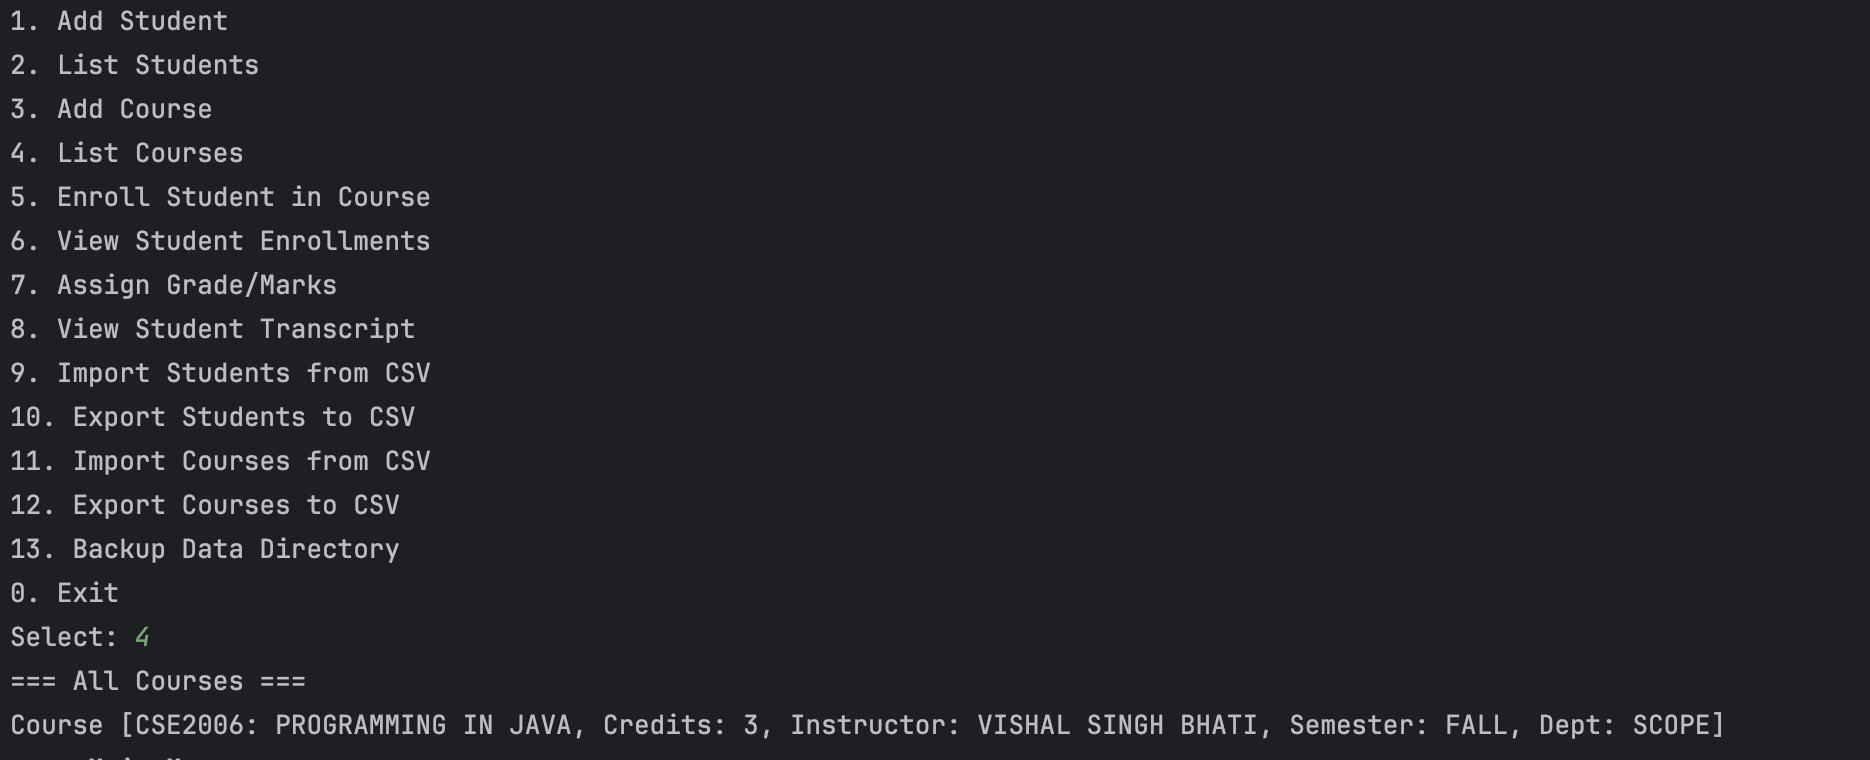 1. Add Student
2. List Students
3. Add Course
4. List Courses
5. Enroll Student in Course
6. View Student Enrollments
7. Assign Grade/Marks
8. View Student Transcript
9. Import Students from CSV
10. Export Students to CSV
11. Import Courses from CSV
12. Export Courses to CSV
13. Backup Data Directory
0. Exit
Select: 4
=== All Courses ===
Course [CSE2006: PROGRAMMING IN JAVA, Credits: 3, Instructor: VISHAL SINGH BHATI, Semester: FALL, Dept: SCOPE]